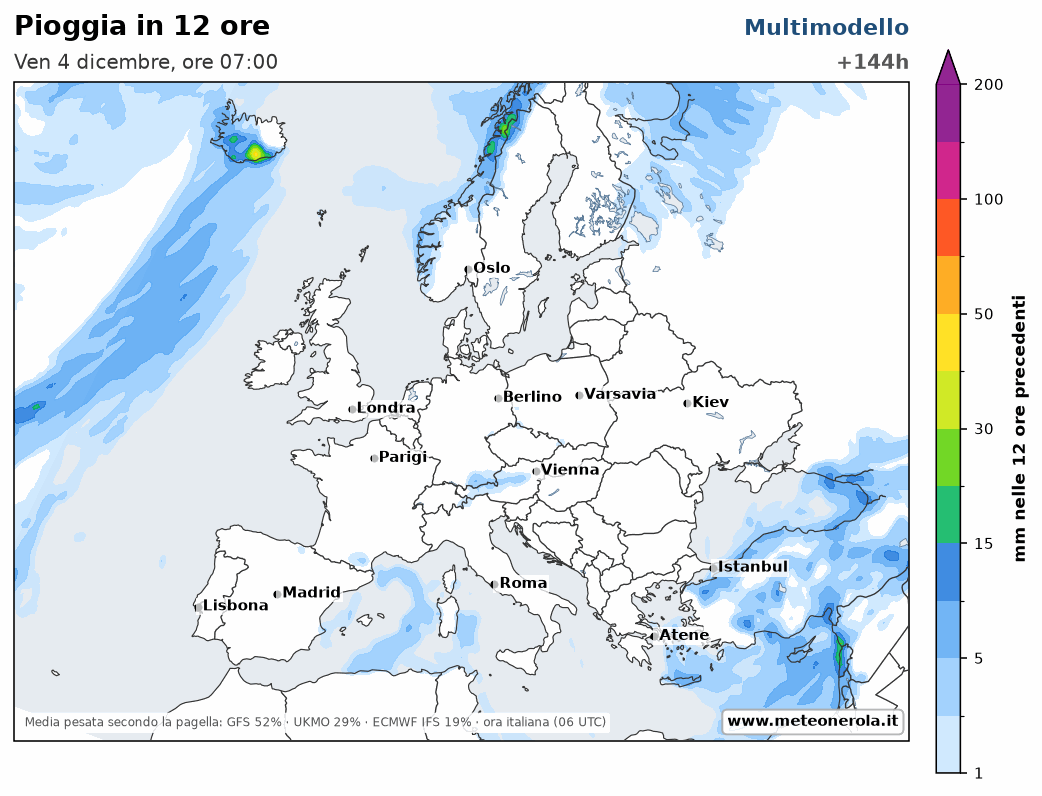 Pioggia in 12 ore
Multimodello
Ven 4 dicembre, ore 07:00
+144h
200
100
50
30
15
5
1
mm nelle 12 ore precedenti
Oslo
Berlino
Varsavia
Kiev
Londra
Parigi
Vienna
Istanbul
Roma
Madrid
Lisbona
Atene
Media pesata secondo la pagella: GFS 52% · UKMO 29% · ECMWF IFS 19% · ora italiana (06 UTC)
www.meteonerola.it